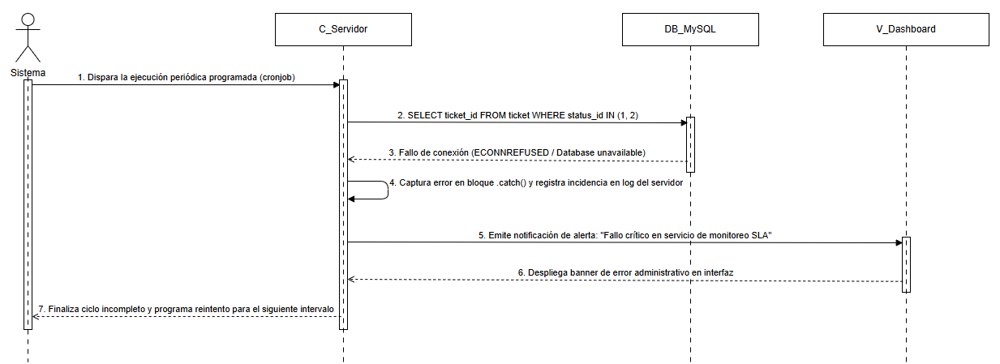 C_Servidor
DB_MySQL
V_Dashboard
Sistema
1. Dispara la ejecución periódica programada (cronjob)
2. SELECT ticket_id FROM ticket WHERE status_id IN (1, 2)
3. Fallo de conexión (ECONNREFUSED / Database unavailable)
4. Captura error en bloque .catch() y registra incidencia en log del servidor
5. Emite notificación de alerta: "Fallo crítico en servicio de monitoreo SLA"
6. Despliega banner de error administrativo en interfaz
7. Finaliza ciclo incompleto y programa reintento para el siguiente intervalo